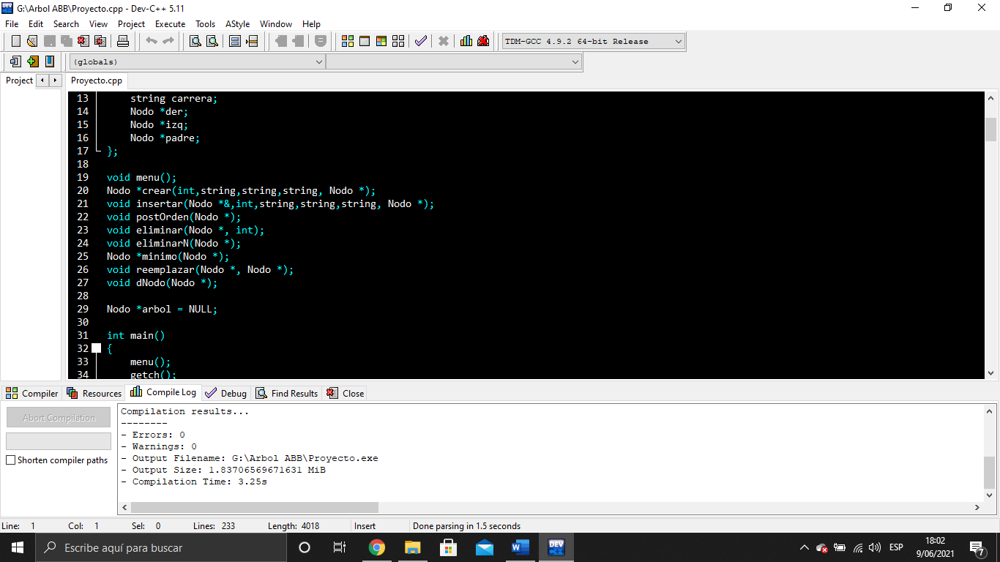 G:\Arbol ABB\Proyecto.cpp - Dev-C++ 5.11
File Edit Search View Project Execute Tools AStyle Window Help
TDM-GCC 4.9.2 64-bit Release
(globals)
Project Proyecto.cpp
13 string carrera;
14 Nodo *der;
15 Nodo *izq;
16 Nodo *padre;
17 };
18
19 void menu();
20 Nodo *crear(int,string,string,string, Nodo *);
21 void insertar(Nodo *&,int,string,string,string, Nodo *);
22 void postOrden(Nodo *);
23 void eliminar(Nodo *, int);
24 void eliminarN(Nodo *);
25 Nodo *minimo(Nodo *);
26 void reemplazar(Nodo *, Nodo *);
27 void dNodo(Nodo *);
28
29 Nodo *arbol = NULL;
30
31 int main()
32 {
33 menu();
34 getch();
Compiler Resources Compile Log Debug Find Results Close
Abort Compilation
Shorten compiler paths
Compilation results...
--------
- Errors: 0
- Warnings: 0
- Output Filename: G:\Arbol ABB\Proyecto.exe
- Output Size: 1.83706569671631 MiB
- Compilation Time: 3.25s
Line: 1 Col: 1 Sel: 0 Lines: 233 Length: 4018 Insert Done parsing in 1.5 seconds
Escribe aquí para buscar
DEV
ESP
18:02
9/06/2021
7